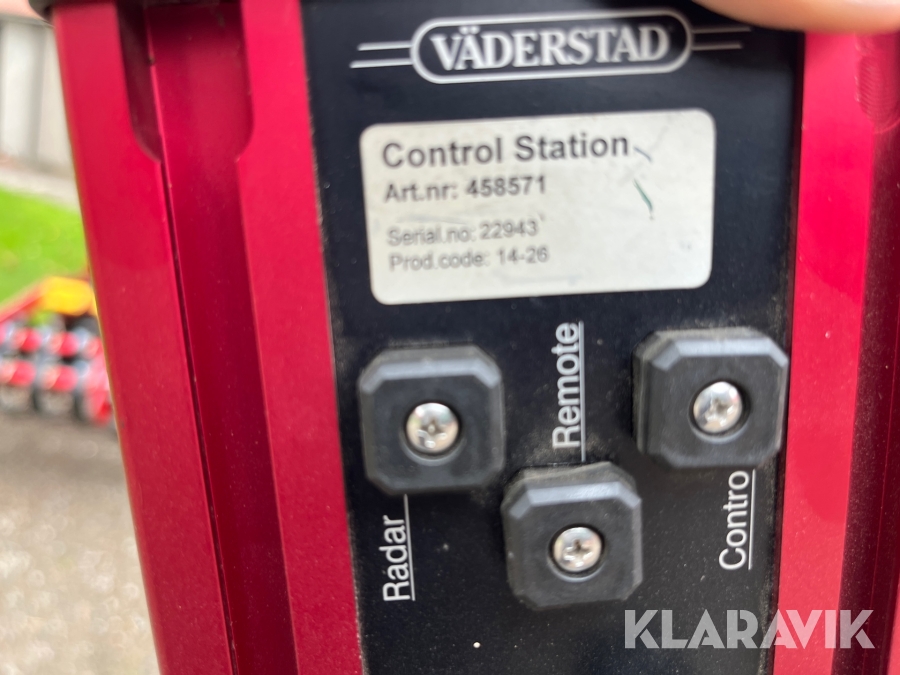 VÄDERSTAD
Control Station
Art.nr: 458571
Serial.no: 22943
Prod.code: 14-26
Remote
Radar
Contro
KLARAVIK